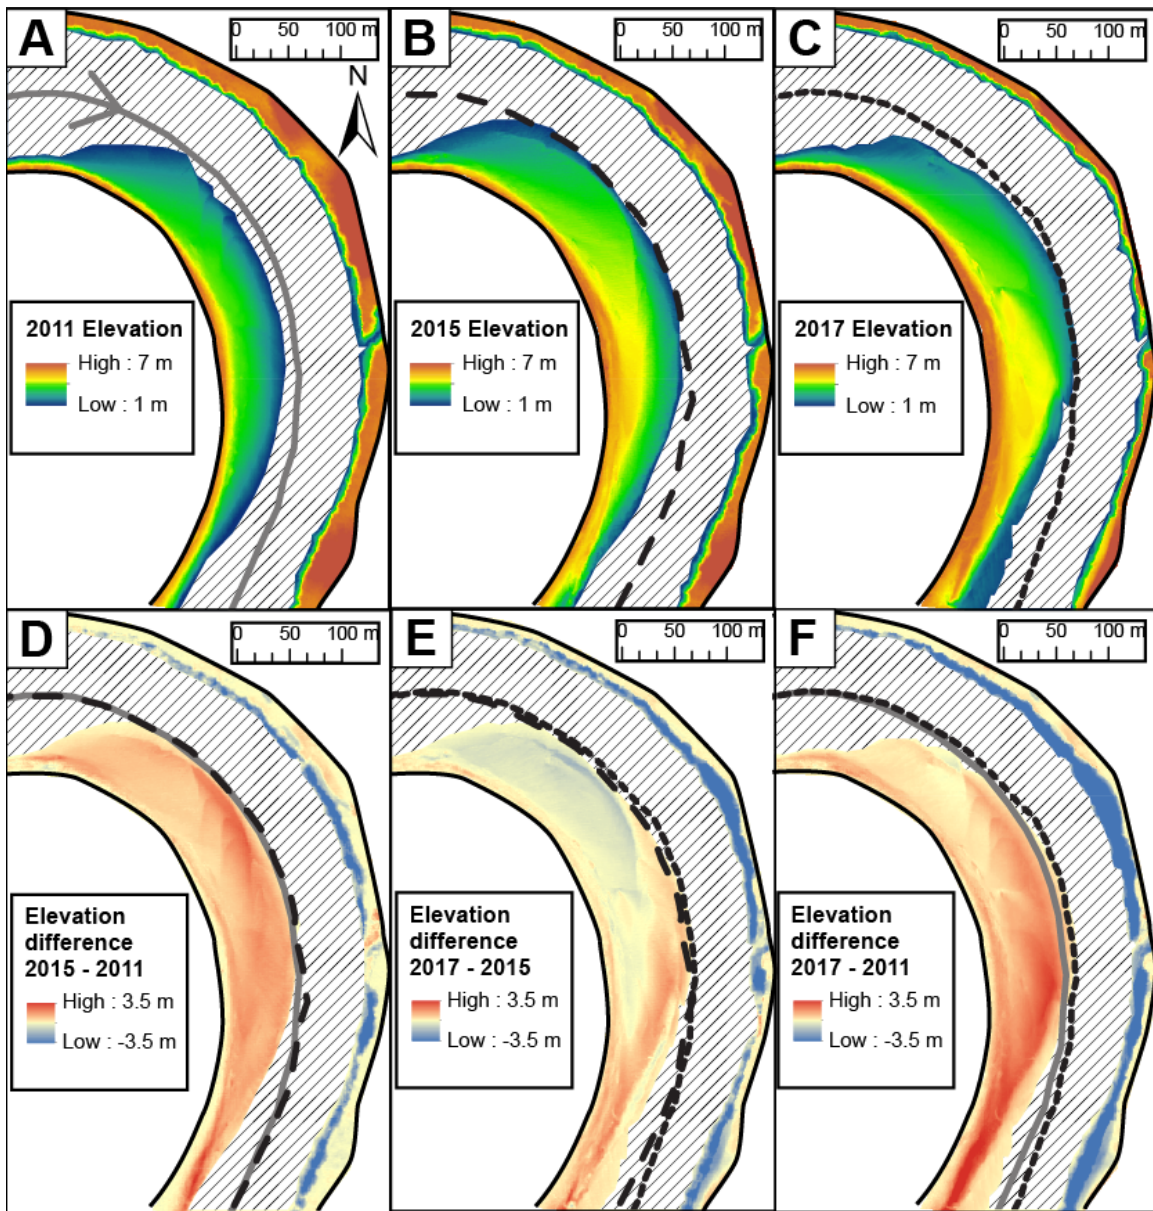 A
0 50 100 m
N
2011 Elevation
High : 7 m
Low : 1 m
B
0 50 100 m
2015 Elevation
High : 7 m
Low : 1 m
C
0 50 100 m
2017 Elevation
High : 7 m
Low : 1 m
D
0 50 100 m
Elevation
difference
2015 - 2011
High : 3.5 m
Low : -3.5 m
E
0 50 100 m
Elevation
difference
2017 - 2015
High : 3.5 m
Low : -3.5 m
F
0 50 100 m
Elevation
difference
2017 - 2011
High : 3.5 m
Low : -3.5 m